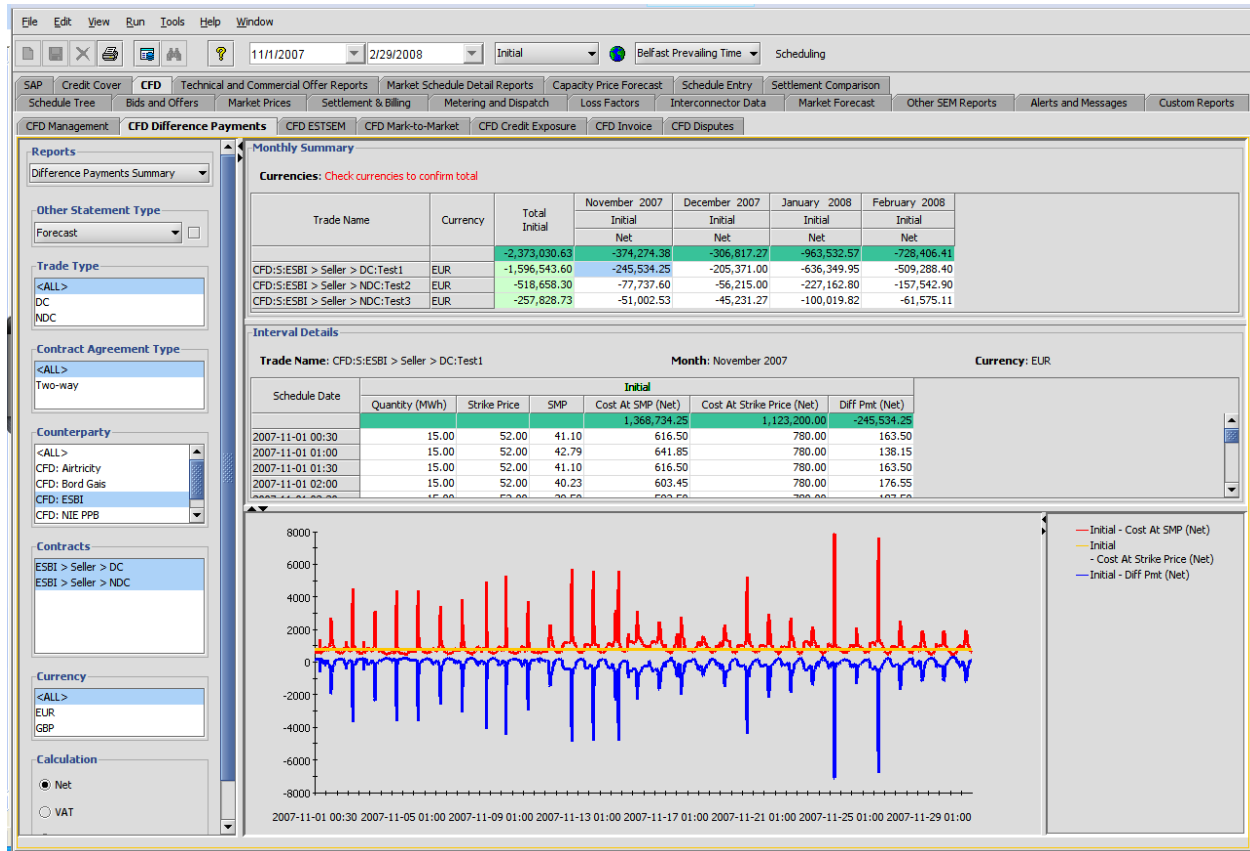 File Edit View Run Tools Help Window
11/1/2007 2/29/2008 Initial Belfast Prevailing Time Scheduling
SAP Credit Cover CFD Technical and Commercial Offer Reports Market Schedule Detail Reports Capacity Price Forecast Schedule Entry Settlement Comparison
Schedule Tree Bids and Offers Market Prices Settlement & Billing Metering and Dispatch Loss Factors Interconnector Data Market Forecast Other SEM Reports Alerts and Messages Custom Reports
CFD Management CFD Difference Payments CFD ESTSEM CFD Mark-to-Market CFD Credit Exposure CFD Invoice CFD Disputes
Reports
Difference Payments Summary
Other Statement Type
Forecast
Trade Type
<ALL>
DC
NDC
Contract Agreement Type
<ALL>
Two-way
Counterparty
<ALL>
CFD: Airtricity
CFD: Bord Gais
CFD: ESBI
CFD: NIE PPB
Contracts
ESBI > Seller > DC
ESBI > Seller > NDC
Currency
<ALL>
EUR
GBP
Calculation
Net
VAT
Monthly Summary
Currencies: Check currencies to confirm total
Trade Name Currency Total Initial November 2007 December 2007 January 2008 February 2008
Initial Initial Initial Initial
Net Net Net Net
-2,373,030.63 -374,274.38 -306,817.27 -963,532.57 -728,406.41
CFD:S:ESBI > Seller > DC:Test1 EUR -1,596,543.60 -245,534.25 -205,371.00 -636,349.95 -509,288.40
CFD:S:ESBI > Seller > NDC:Test2 EUR -518,658.30 -77,737.60 -56,215.00 -227,162.80 -157,542.90
CFD:S:ESBI > Seller > NDC:Test3 EUR -257,828.73 -51,002.53 -45,231.27 -100,019.82 -61,575.11
Interval Details
Trade Name: CFD:S:ESBI > Seller > DC:Test1 Month: November 2007 Currency: EUR
Schedule Date Initial
Quantity (MWh) Strike Price SMP Cost At SMP (Net) Cost At Strike Price (Net) Diff Pmt (Net)
1,368,734.25 1,123,200.00 -245,534.25
2007-11-01 00:30 15.00 52.00 41.10 616.50 780.00 163.50
2007-11-01 01:00 15.00 52.00 42.79 641.85 780.00 138.15
2007-11-01 01:30 15.00 52.00 41.10 616.50 780.00 163.50
2007-11-01 02:00 15.00 52.00 40.23 603.45 780.00 176.55
8000
6000
4000
2000
0
-2000
-4000
-6000
-8000
2007-11-01 00:30 2007-11-05 01:00 2007-11-09 01:00 2007-11-13 01:00 2007-11-17 01:00 2007-11-21 01:00 2007-11-25 01:00 2007-11-29 01:00
Initial - Cost At SMP (Net)
Initial
- Cost At Strike Price (Net)
Initial - Diff Pmt (Net)